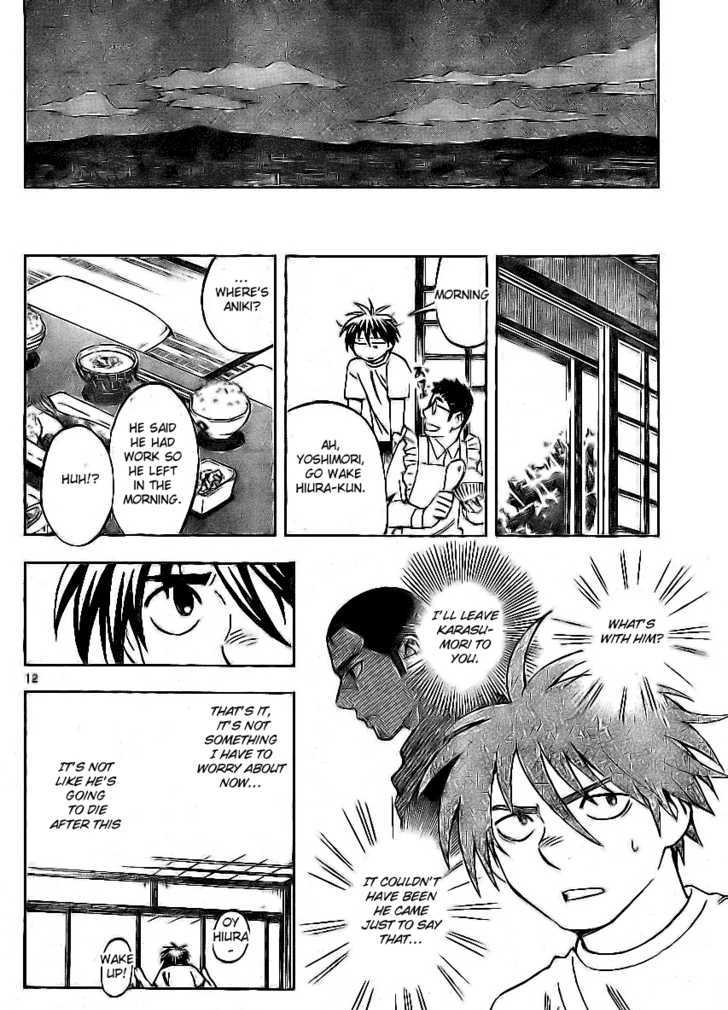 MORNING
AH,
YOSHIMORI,
GO WAKE
HIURA-KUN.
...
WHERE'S
ANIKI?
HE SAID
HE HAD
WORK SO
HE LEFT
IN THE
MORNING.
HUH!?
WHAT'S
WITH HIM?
I'LL LEAVE
KARASU-
MORI TO
YOU.
IT COULDN'T
HAVE BEEN
HE CAME
JUST TO SAY
THAT...
12
THAT'S IT,
IT'S NOT
SOMETHING
I HAVE TO
WORRY ABOUT
NOW...
IT'S NOT
LIKE HE'S
GOING
TO DIE
AFTER THIS
OY
HIURA
-
WAKE
UP!